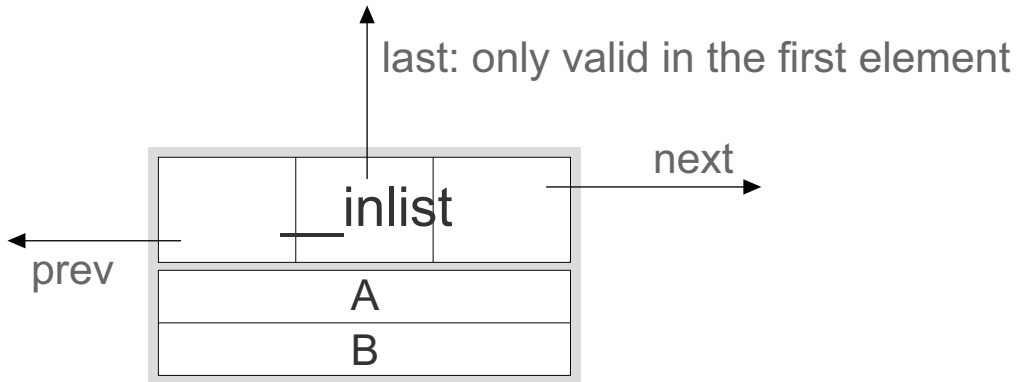 last: only valid in the first element
next
__inlist
prev
A
B